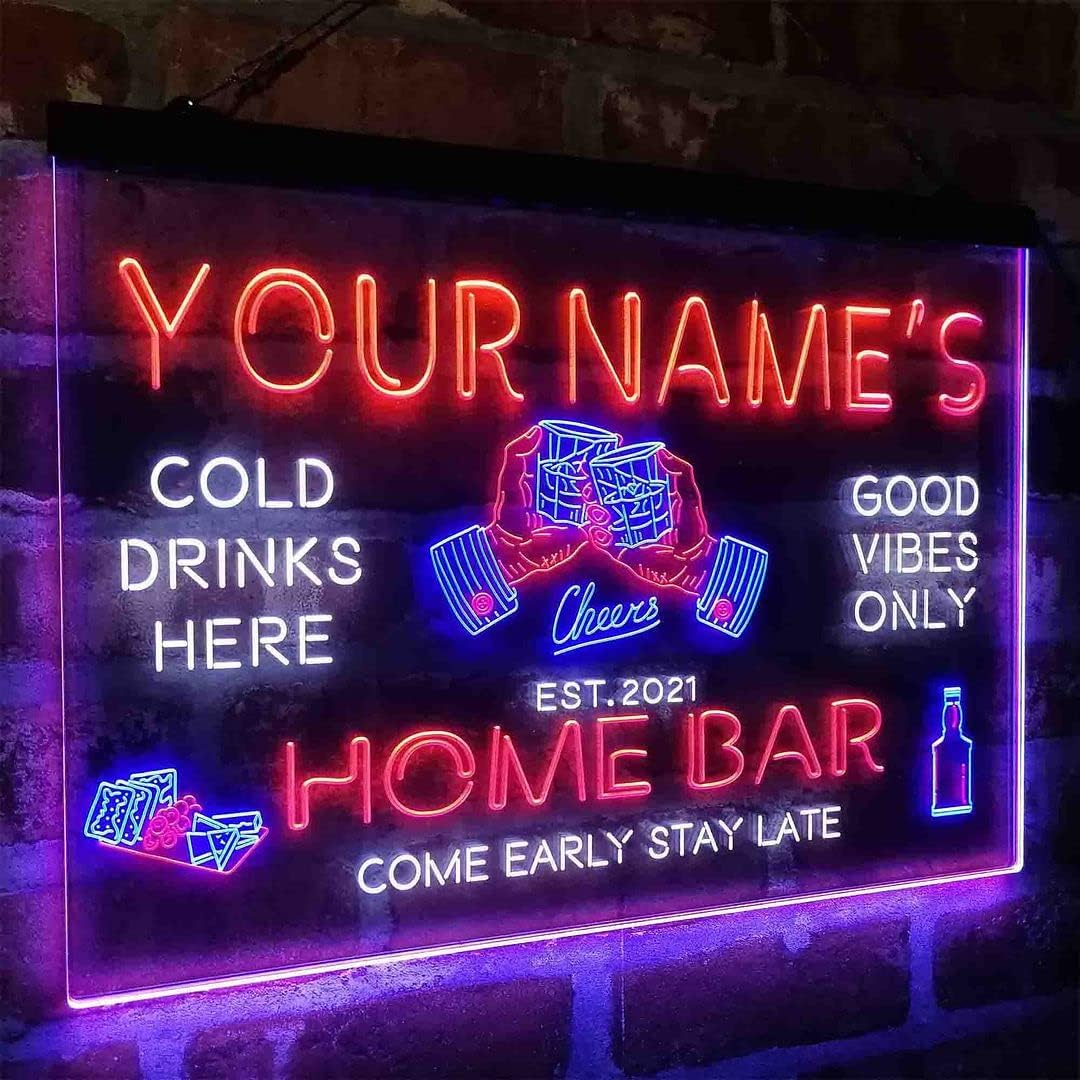 YOUR NAME'S
COLD
DRINKS
HERE
Cheers
GOOD
VIBES
ONLY
EST.2021
HOME BAR
COME EARLY STAY LATE